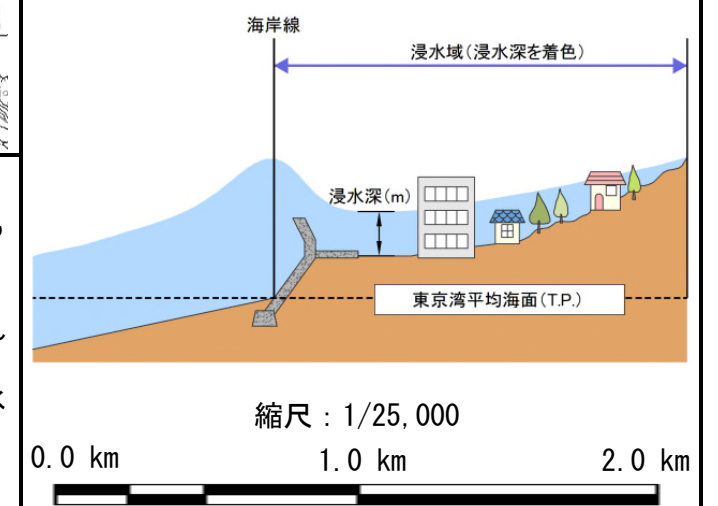 海岸線
浸水域(浸水深を着色)
浸水深(m)
東京湾平均海面(T.P.)
縮尺：1/25,000
0.0 km 1.0 km 2.0 km